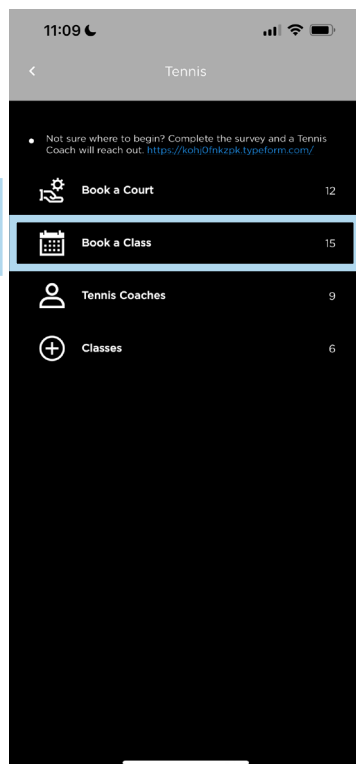 11:09
Tennis
Not sure where to begin? Complete the survey and a Tennis
Coach will reach out. https://kohj0fnkzpk.typeform.com/
Book a Court 12
Book a Class 15
Tennis Coaches 9
Classes 6